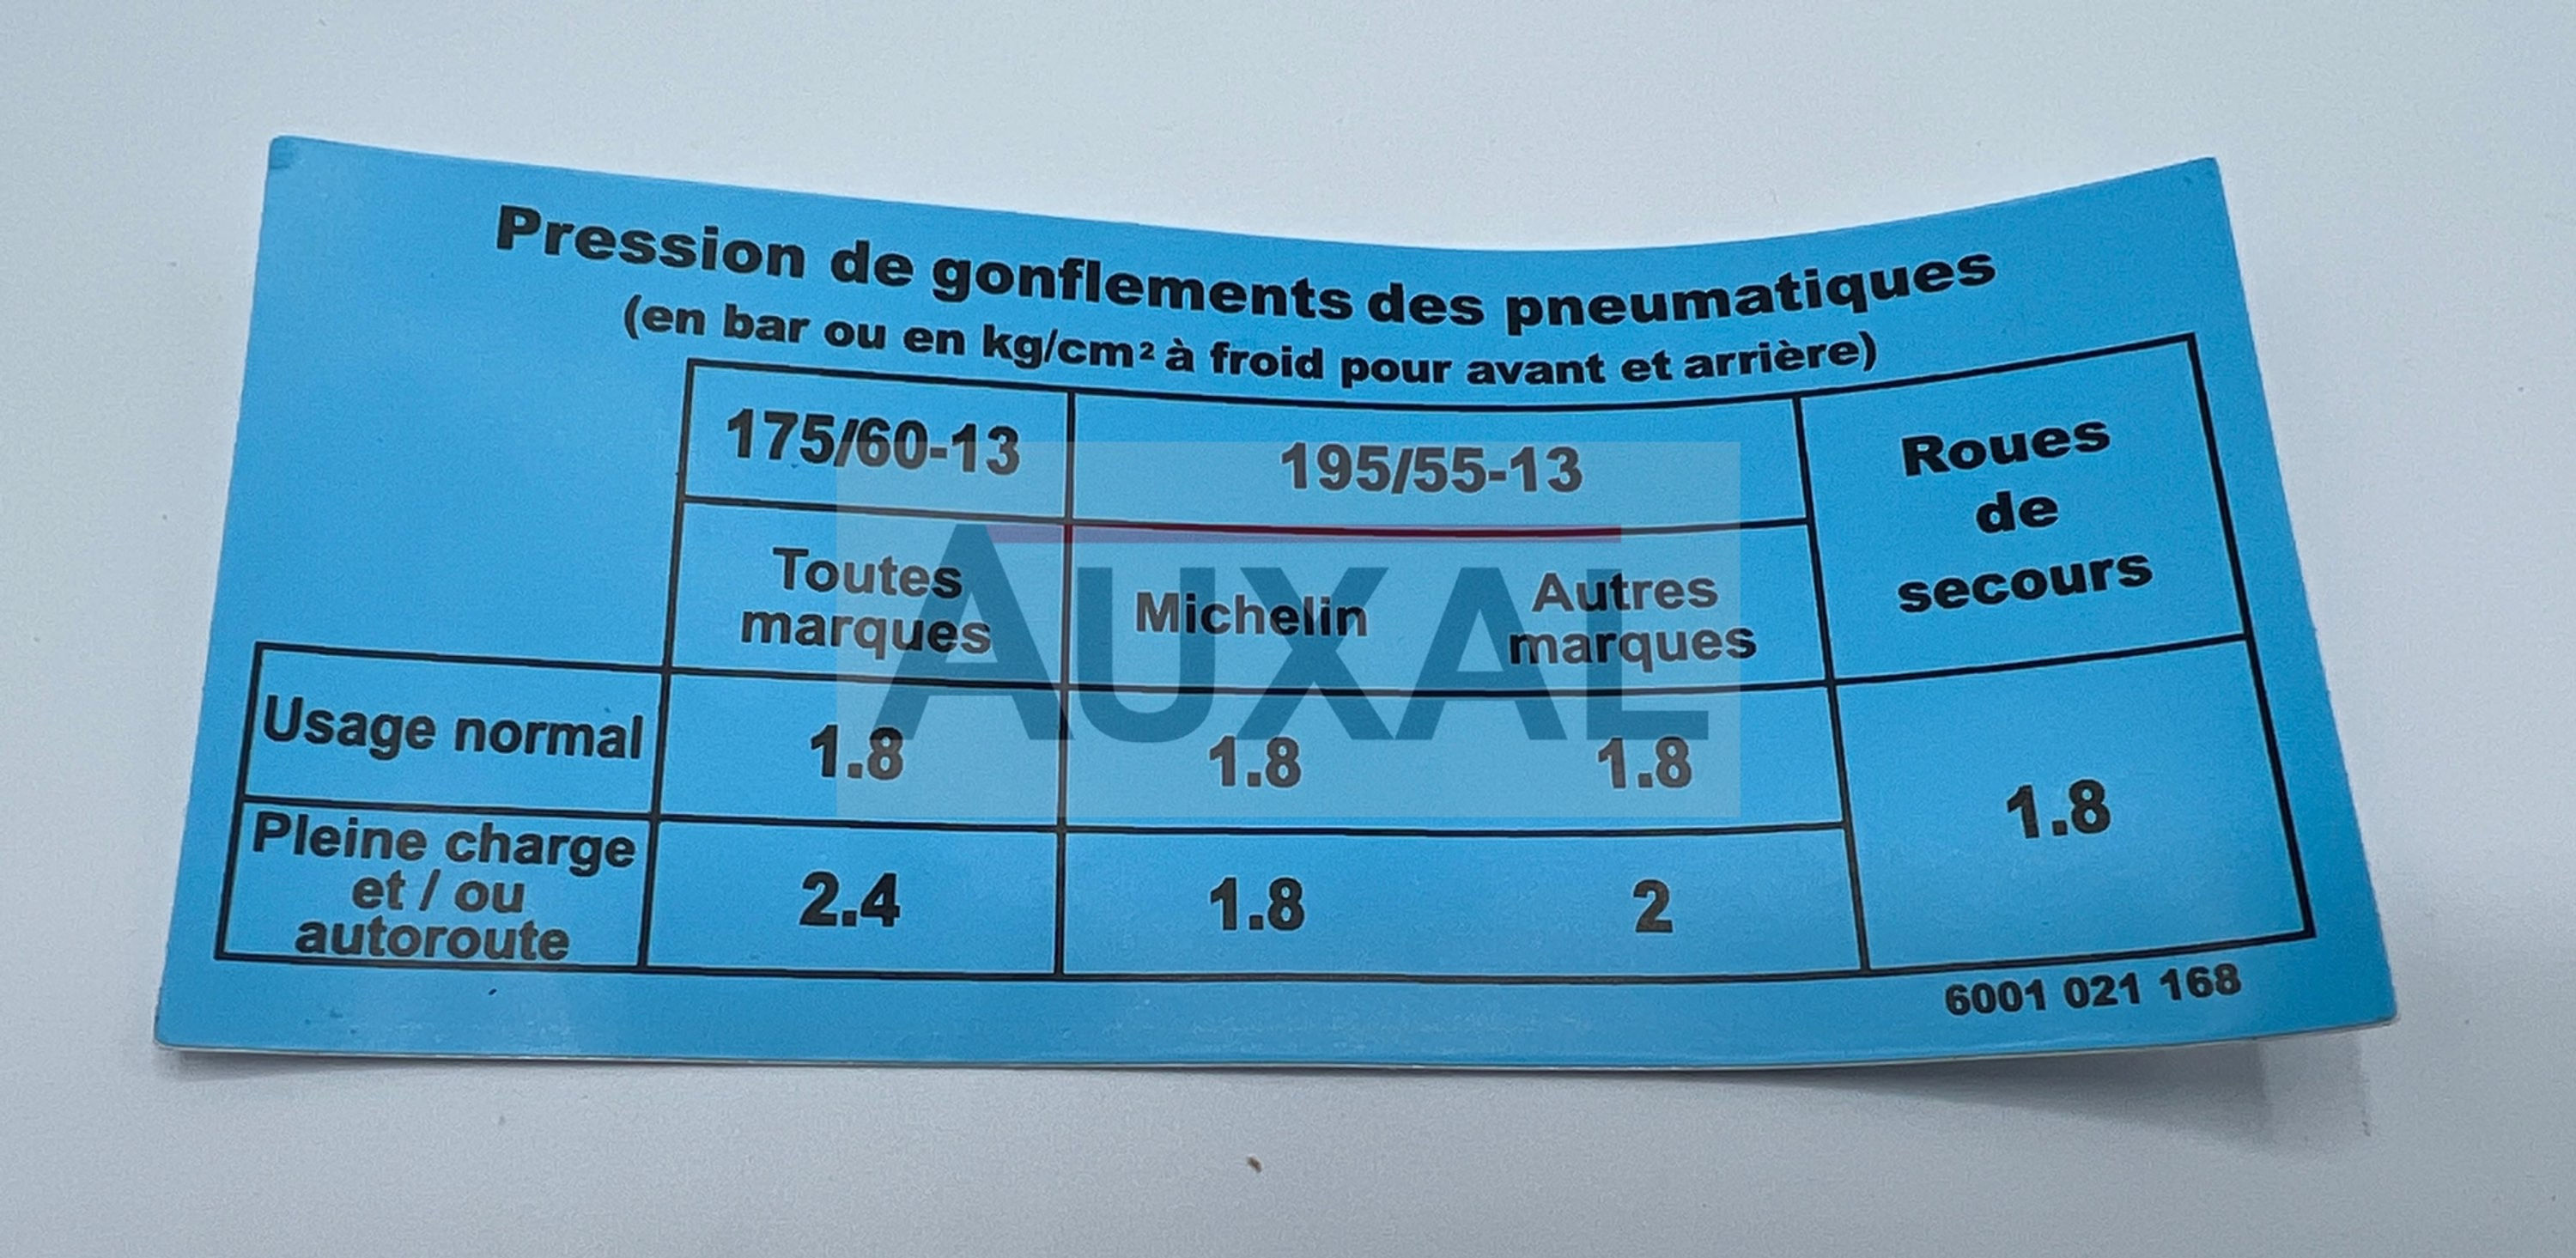 Pression de gonflements des pneumatiques
(en bar ou en kg/cm² à froid pour avant et arrière)
175/60-13 195/55-13 Roues
de
secours
Toutes
marques
Michelin
Autres
marques
AUXAL
Usage normal 1.8 1.8 1.8 1.8
Pleine charge
et / ou
autoroute
2.4 1.8 2
6001 021 168